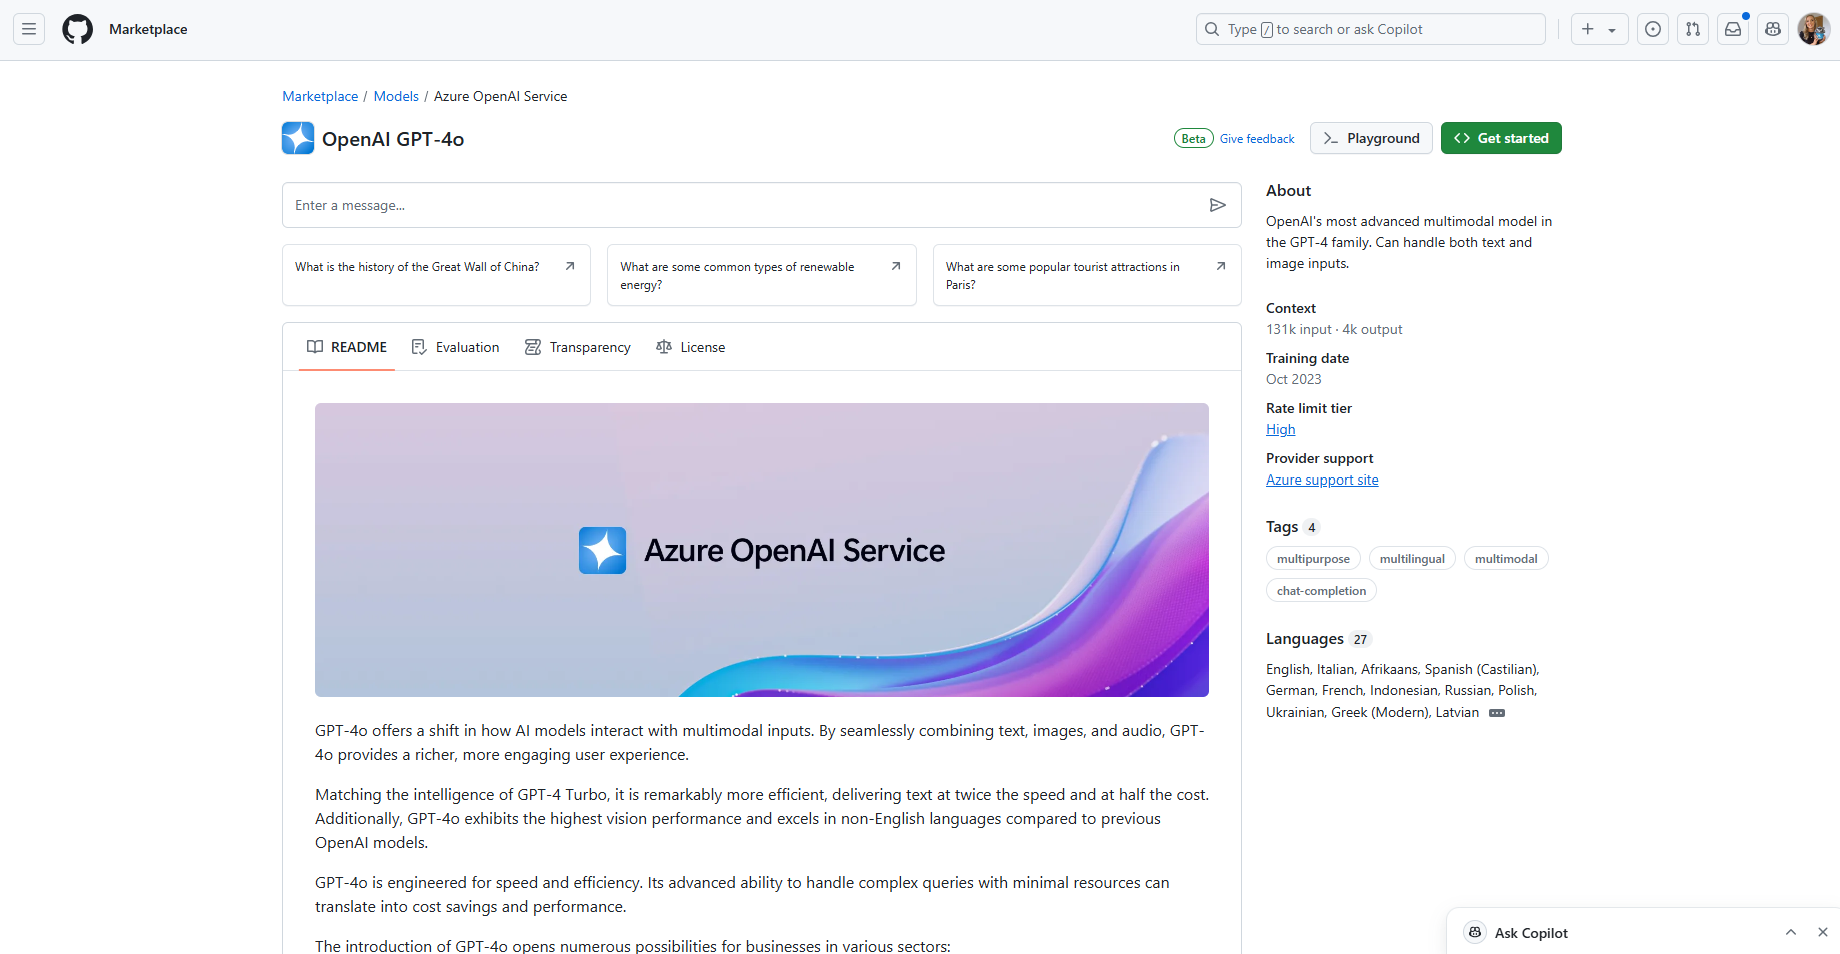 Marketplace
Type / to search or ask Copilot
Marketplace / Models / Azure OpenAI Service
OpenAI GPT-4o
Beta
Give feedback
Playground
Get started
Enter a message...
What is the history of the Great Wall of China?
What are some common types of renewable
energy?
What are some popular tourist attractions in
Paris?
README
Evaluation
Transparency
License
Azure OpenAI Service
GPT-4o offers a shift in how AI models interact with multimodal inputs. By seamlessly combining text, images, and audio, GPT-
4o provides a richer, more engaging user experience.
Matching the intelligence of GPT-4 Turbo, it is remarkably more efficient, delivering text at twice the speed and at half the cost.
Additionally, GPT-4o exhibits the highest vision performance and excels in non-English languages compared to previous
OpenAI models.
GPT-4o is engineered for speed and efficiency. Its advanced ability to handle complex queries with minimal resources can
translate into cost savings and performance.
The introduction of GPT-4o opens numerous possibilities for businesses in various sectors:
About
OpenAI's most advanced multimodal model in
the GPT-4 family. Can handle both text and
image inputs.
Context
131k input · 4k output
Training date
Oct 2023
Rate limit tier
High
Provider support
Azure support site
Tags 4
multipurpose
multilingual
multimodal
chat-completion
Languages 27
English, Italian, Afrikaans, Spanish (Castilian),
German, French, Indonesian, Russian, Polish,
Ukrainian, Greek (Modern), Latvian
Ask Copilot